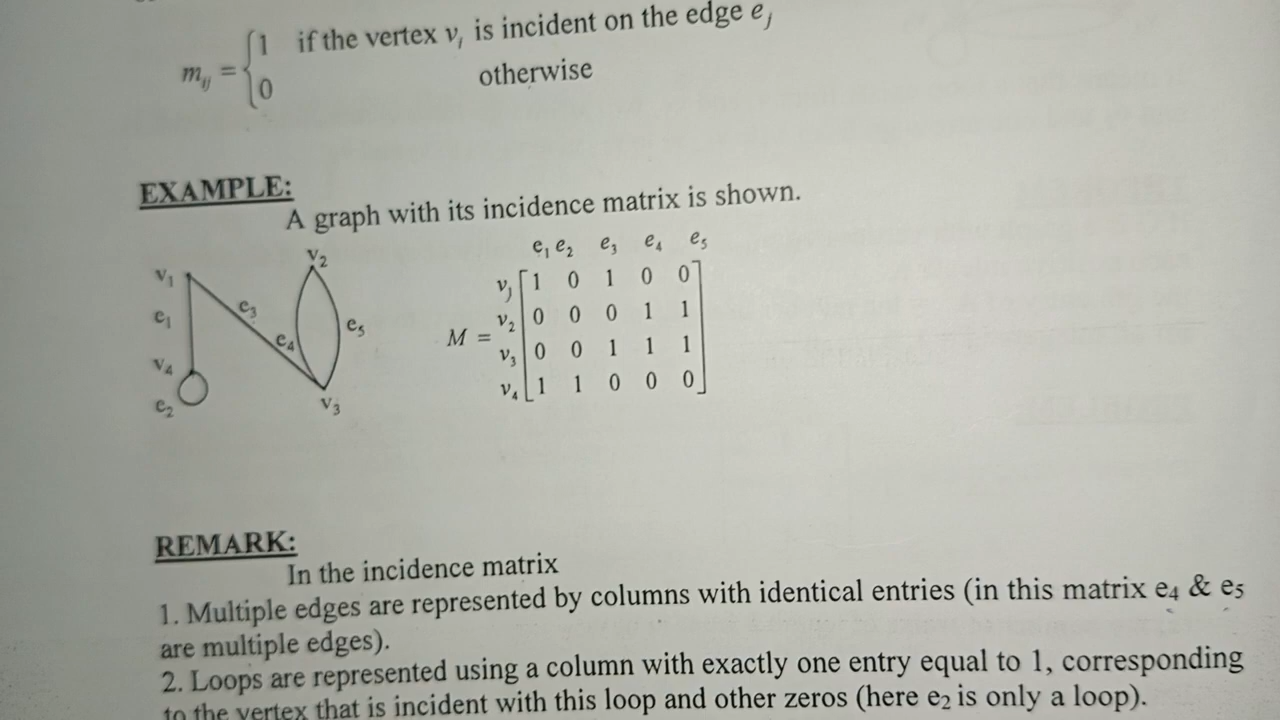 m_ij = { 1 if the vertex v_i is incident on the edge e_j
0 otherwise
EXAMPLE:
A graph with its incidence matrix is shown.
v1
v2
e1
e3
e4
e5
v4
e2
v3
e1 e2 e3 e4 e5
v1 1 0 1 0 0
v2 0 0 0 1 1
M =
v3 0 0 1 1 1
v4 1 1 0 0 0
REMARK:
In the incidence matrix
1. Multiple edges are represented by columns with identical entries (in this matrix e4 & e5
are multiple edges).
2. Loops are represented using a column with exactly one entry equal to 1, corresponding
to the vertex that is incident with this loop and other zeros (here e2 is only a loop).